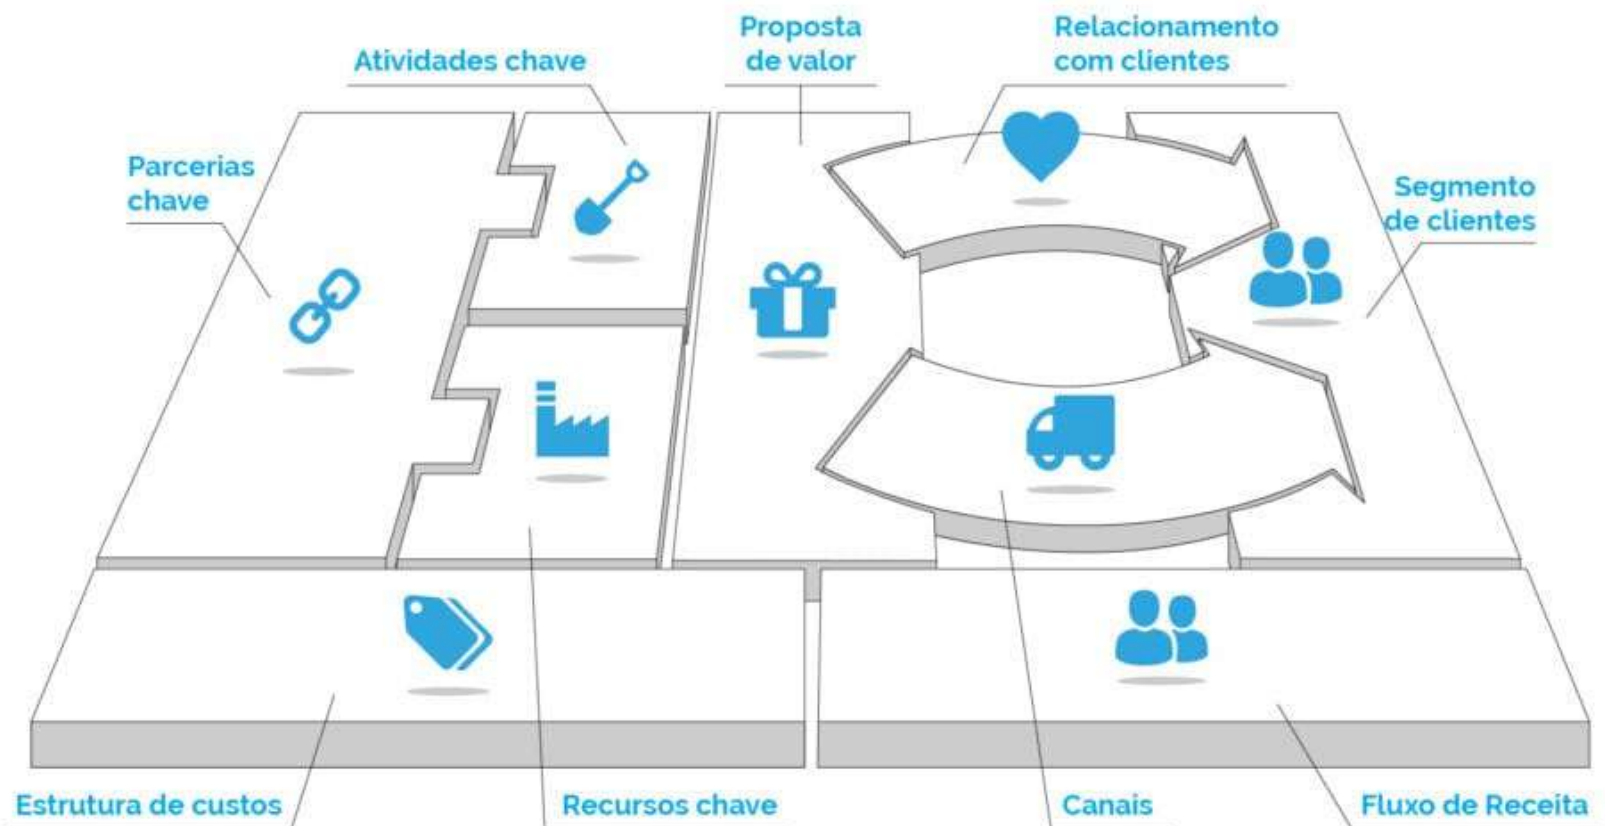 Proposta
de valor
Relacionamento
com clientes
Atividades chave
Parcerias
chave
Segmento
de clientes
Estrutura de custos
Recursos chave
Canais
Fluxo de Receita